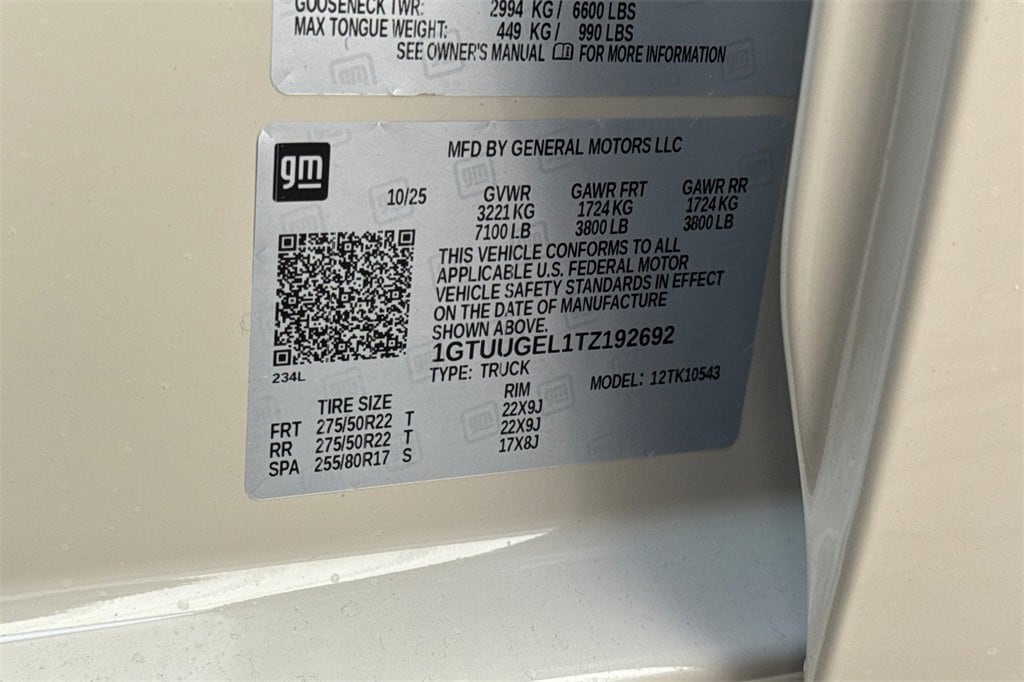 GOOSENECK TWR: 2994 KG/ 6600 LBS
MAX TONGUE WEIGHT: 449 KG/ 990 LBS
SEE OWNER'S MANUAL FOR MORE INFORMATION
gm
MFD BY GENERAL MOTORS LLC
10/25 GVWR GAWR FRT GAWR RR
3221 KG 1724 KG 1724 KG
7100 LB 3800 LB 3800 LB
THIS VEHICLE CONFORMS TO ALL
APPLICABLE U.S. FEDERAL MOTOR
VEHICLE SAFETY STANDARDS IN EFFECT
ON THE DATE OF MANUFACTURE
SHOWN ABOVE.
1GTUUGEL1TZ192692
234L
TYPE: TRUCK MODEL: 12TK10543
TIRE SIZE RIM
FRT 275/50R22 T 22X9J
RR 275/50R22 T 22X9J
SPA 255/80R17 S 17X8J